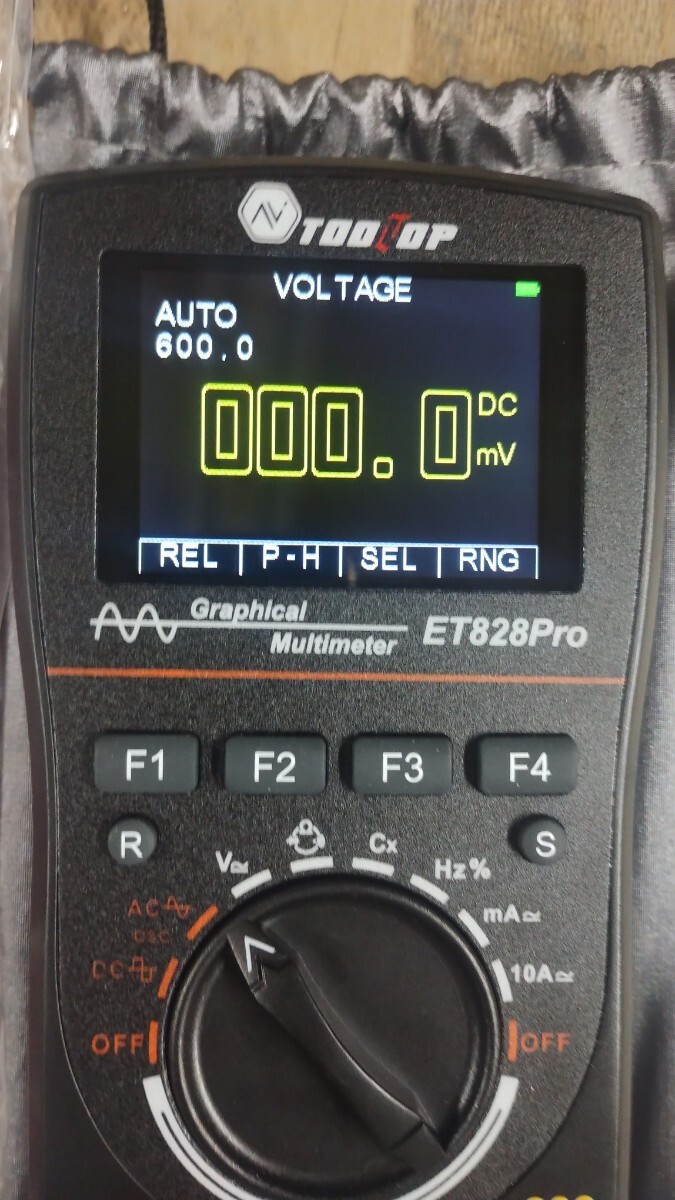 TOOLTOP
VOLTAGE
AUTO
600.0
000.0 DC
mV
REL P-H SEL RNG
Graphical
Multimeter ET828Pro
F1 F2 F3 F4
R S
V Cx Hz%
AC mA
OSC
DC 10A
OFF OFF